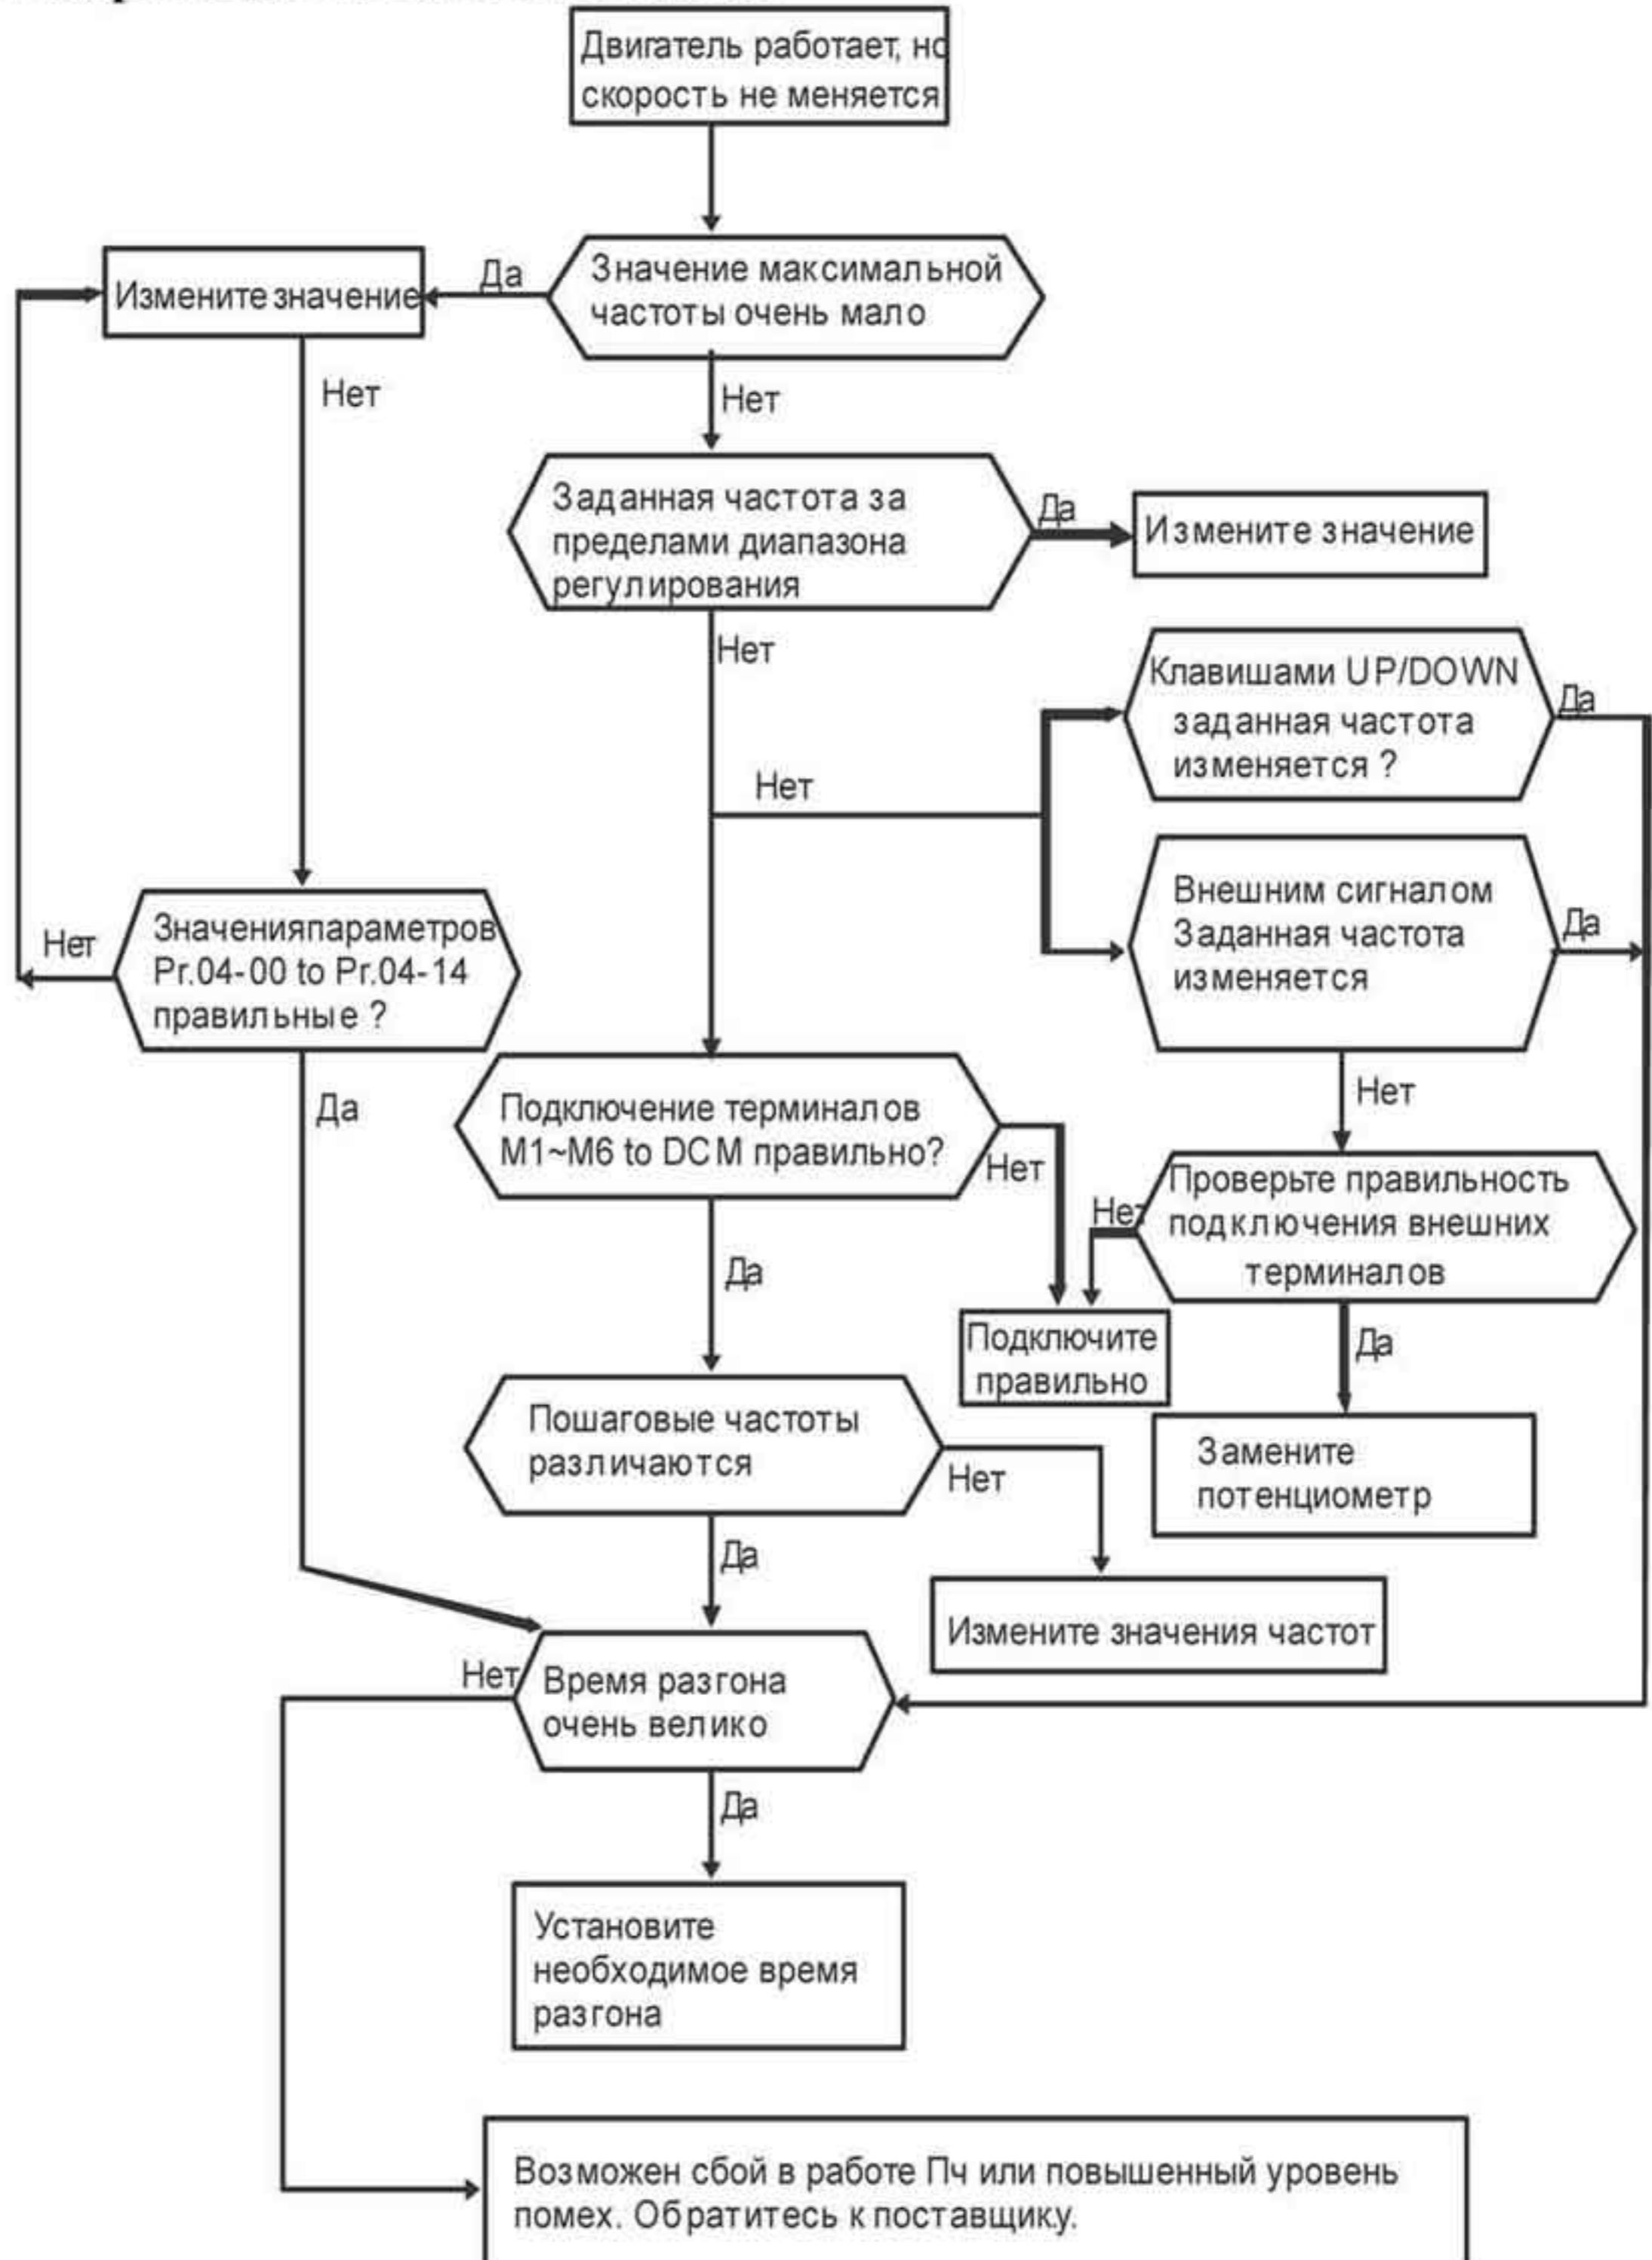 Двигатель работает, но
скорость не меняется
Значение максимальной
частоты очень мало
Да
Измените значение
Нет
Нет
Заданная частота за
пределами диапазона
регулирования
Да
Измените значение
Нет
Клавишами UP/DOWN
заданная частота
изменяется ?
Да
Нет
Внешним сигналом
Заданная частота
изменяется
Да
Значенияпараметров
Pr.04-00 to Pr.04-14
правильные ?
Нет
Да
Нет
Подключение терминалов
M1~M6 to DCM правильно?
Нет
Проверьте правильность
подключения внешних
терминалов
Нет
Да
Подключите
правильно
Да
Замените
потенциометр
Пошаговые частоты
различаются
Нет
Да
Измените значения частот
Нет
Время разгона
очень велико
Да
Установите
необходимое время
разгона
Возможен сбой в работе Пч или повышенный уровень
помех. Обратитесь к поставщику.